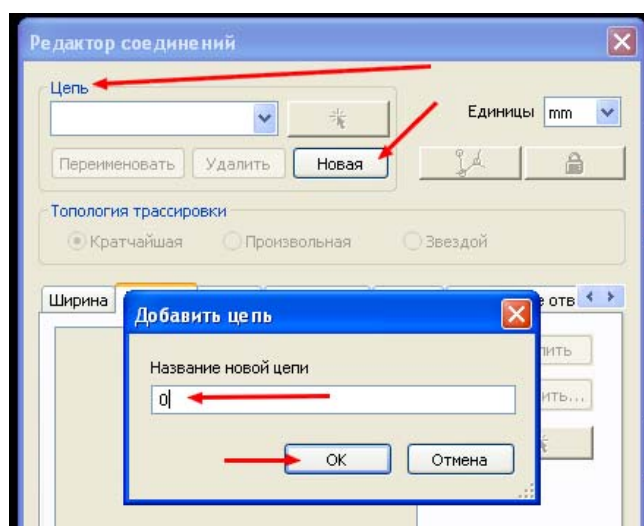 Редактор соединений
Цепь
Единицы mm
Переименовать Удалить Новая
Топология трассировки
Кратчайшая Произвольная Звездой
Ширина
Добавить цепь
Название новой цепи
0
OK Отмена